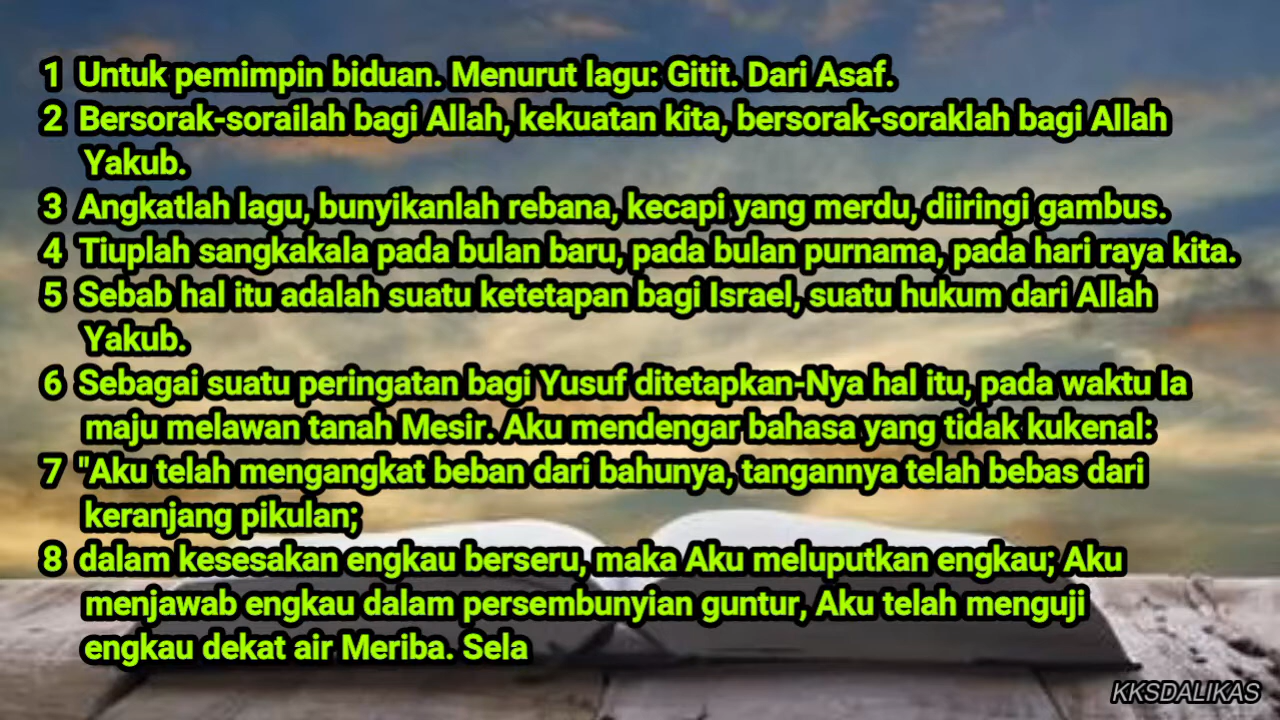 1 Untuk pemimpin biduan. Menurut lagu: Gitit. Dari Asaf.
2 Bersorak-sorailah bagi Allah, kekuatan kita, bersorak-soraklah bagi Allah
Yakub.
3 Angkatlah lagu, bunyikanlah rebana, kecapi yang merdu, diiringi gambus.
4 Tiuplah sangkakala pada bulan baru, pada bulan purnama, pada hari raya kita.
5 Sebab hal itu adalah suatu ketetapan bagi Israel, suatu hukum dari Allah
Yakub.
6 Sebagai suatu peringatan bagi Yusuf ditetapkan-Nya hal itu, pada waktu Ia
maju melawan tanah Mesir. Aku mendengar bahasa yang tidak kukenal:
7 "Aku telah mengangkat beban dari bahunya, tangannya telah bebas dari
keranjang pikulan;
8 dalam kesesakan engkau berseru, maka Aku meluputkan engkau; Aku
menjawab engkau dalam persembunyian guntur, Aku telah menguji
engkau dekat air Meriba. Sela
KKSDALIKAS